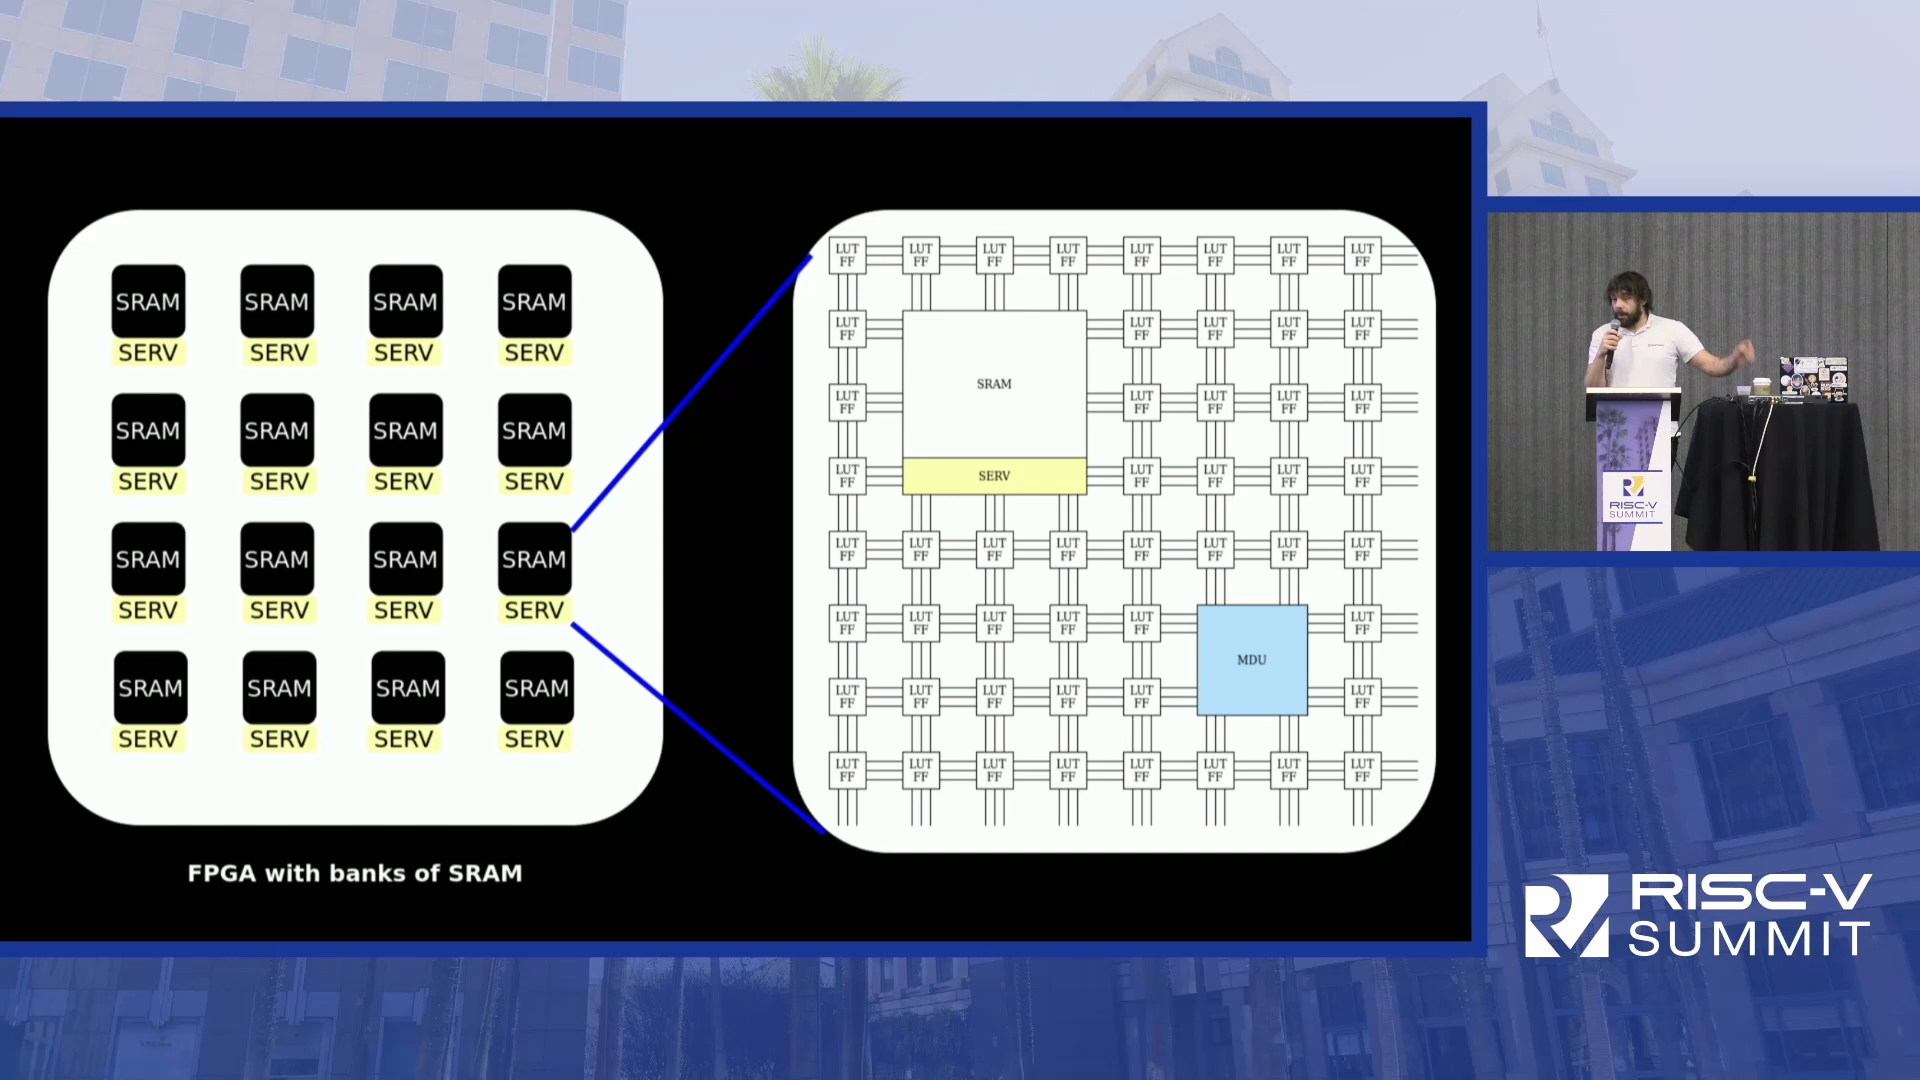 SRAM SRAM SRAM SRAM
SERV SERV SERV SERV
SRAM SRAM SRAM SRAM
SERV SERV SERV SERV
SRAM SRAM SRAM SRAM
SERV SERV SERV SERV
SRAM SRAM SRAM SRAM
SERV SERV SERV SERV
FPGA with banks of SRAM
LUT LUT LUT LUT LUT LUT LUT LUT
FF FF FF FF FF FF FF FF
LUT LUT LUT LUT LUT
FF FF FF FF FF
SRAM
LUT LUT LUT LUT LUT
FF FF FF FF FF
LUT LUT LUT LUT LUT
SERV
FF FF FF FF FF
LUT LUT LUT LUT LUT LUT LUT LUT
FF FF FF FF FF FF FF FF
LUT LUT LUT LUT LUT LUT
FF FF FF FF FF FF
MDU
LUT LUT LUT LUT LUT LUT
FF FF FF FF FF FF
LUT LUT LUT LUT LUT LUT LUT LUT
FF FF FF FF FF FF FF FF
RISC-V
SUMMIT
RISC-V
SUMMIT